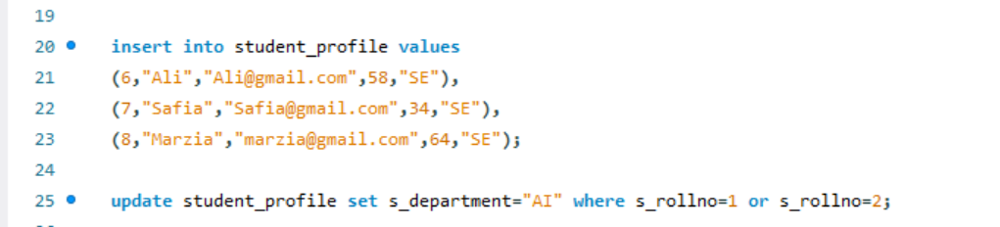 19
20 insert into student_profile values
21 (6,"Ali","Ali@gmail.com",58,"SE"),
22 (7,"Safia","Safia@gmail.com",34,"SE"),
23 (8,"Marzia","marzia@gmail.com",64,"SE");
24
25 update student_profile set s_department="AI" where s_rollno=1 or s_rollno=2;